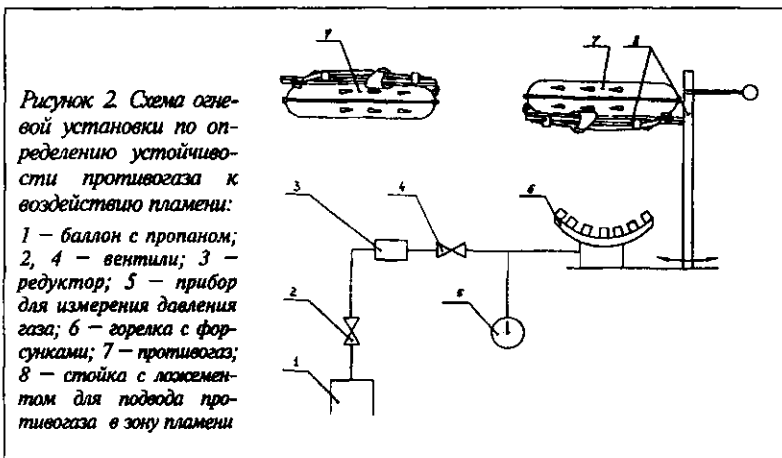 Рисунок 2. Схема огне-
вой установки по оп-
ределению устойчиво-
сти противогаза к
воздействию пламени:
1 – баллон с пропаном;
2, 4 – вентили; 3 –
редуктор; 5 – прибор
для измерения давления
газа; 6 – горелка с фор-
сунками; 7 – противогаз;
8 – стойка с ложемен-
том для подвода про-
тивогаза в зону пламени
7
7
8
3
4
6
2
5
1